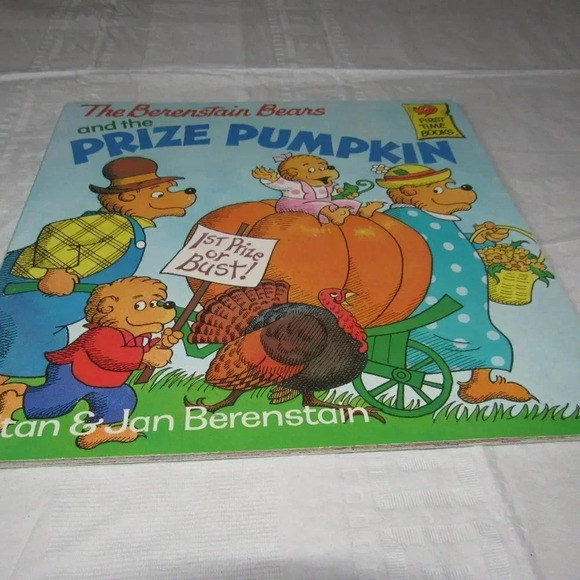 The Berenstain Bears
and the
PRIZE PUMPKIN
FIRST
TIME
BOOKS
1ST PRIZE
OR
BUST!
tan & Jan Berenstain